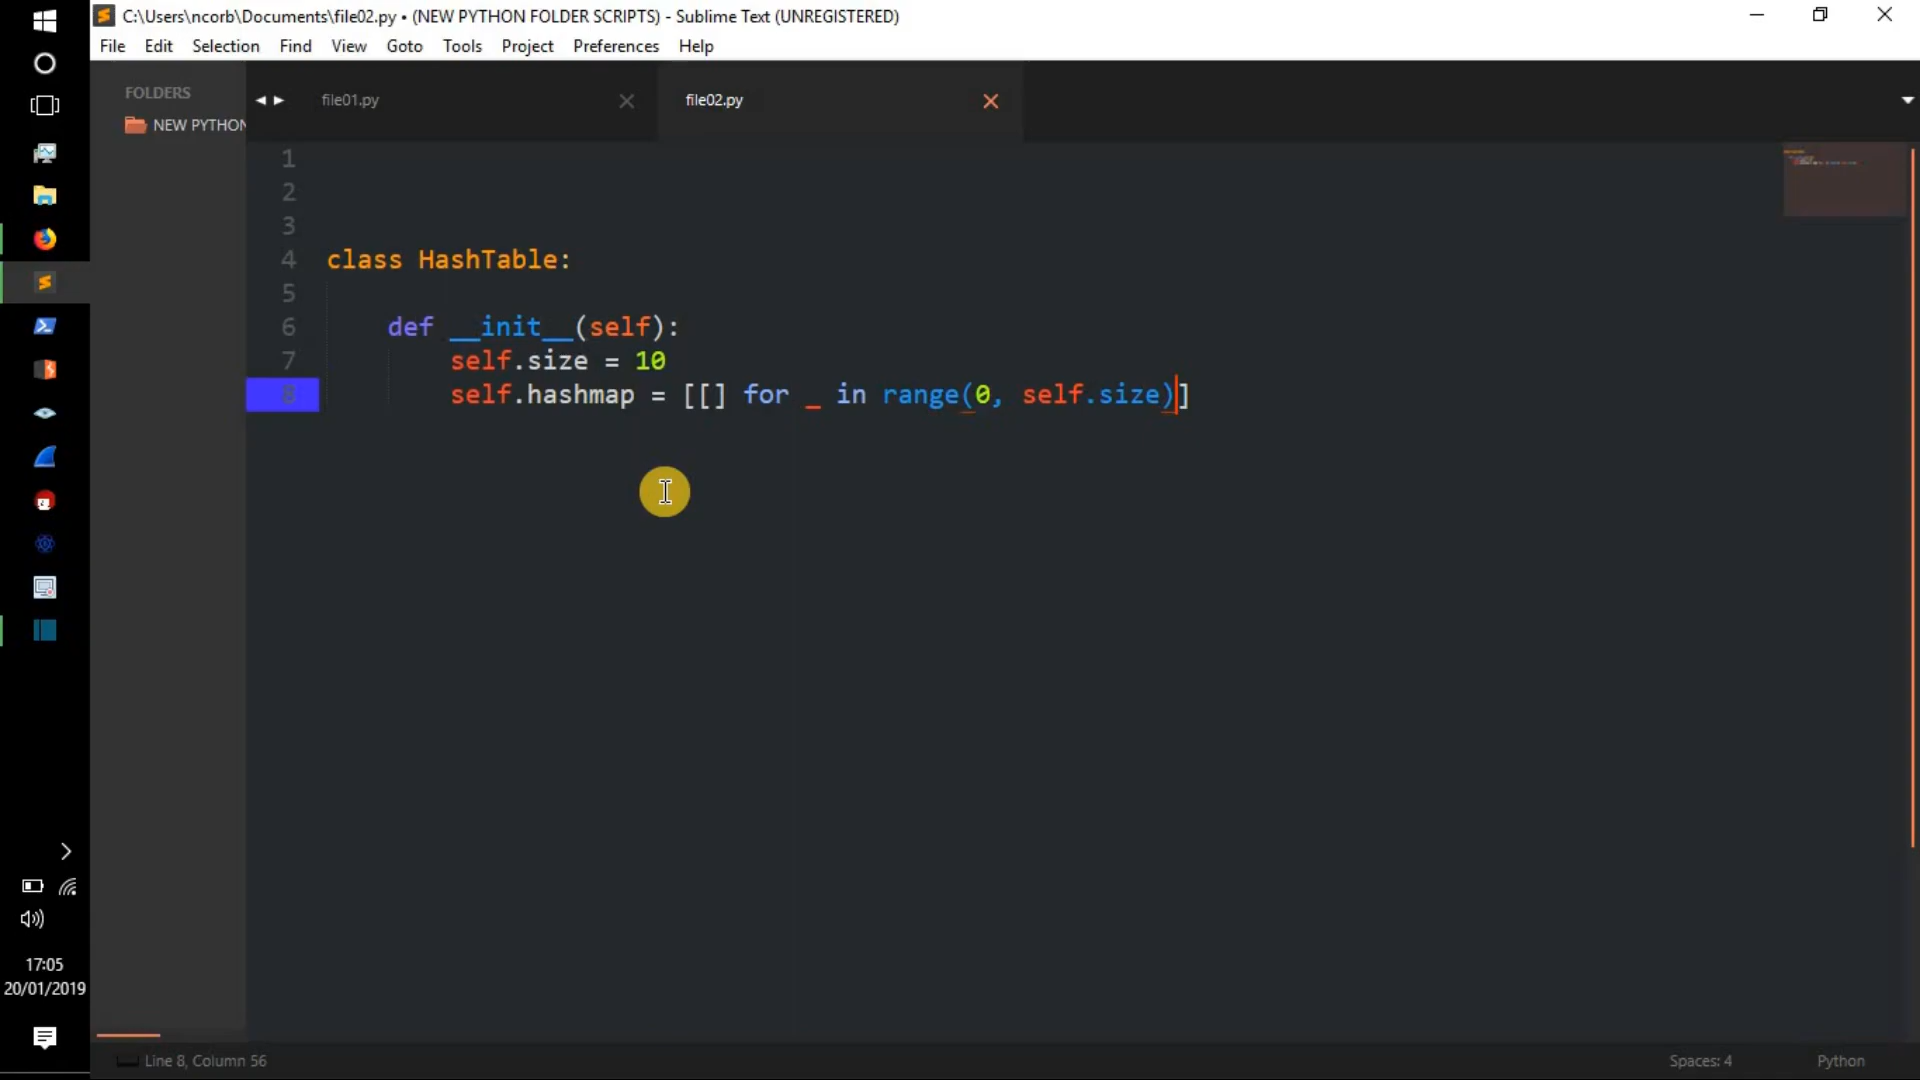 C:\Users\ncorb\Documents\file02.py • (NEW PYTHON FOLDER SCRIPTS) - Sublime Text (UNREGISTERED)
File Edit Selection Find View Goto Tools Project Preferences Help
FOLDERS
NEW PYTHON
file01.py
file02.py
1
2
3
4 class HashTable:
5
6 def __init__(self):
7 self.size = 10
8 self.hashmap = [[] for _ in range(0, self.size)]
17:05
20/01/2019
Line 8, Column 56
Spaces: 4
Python